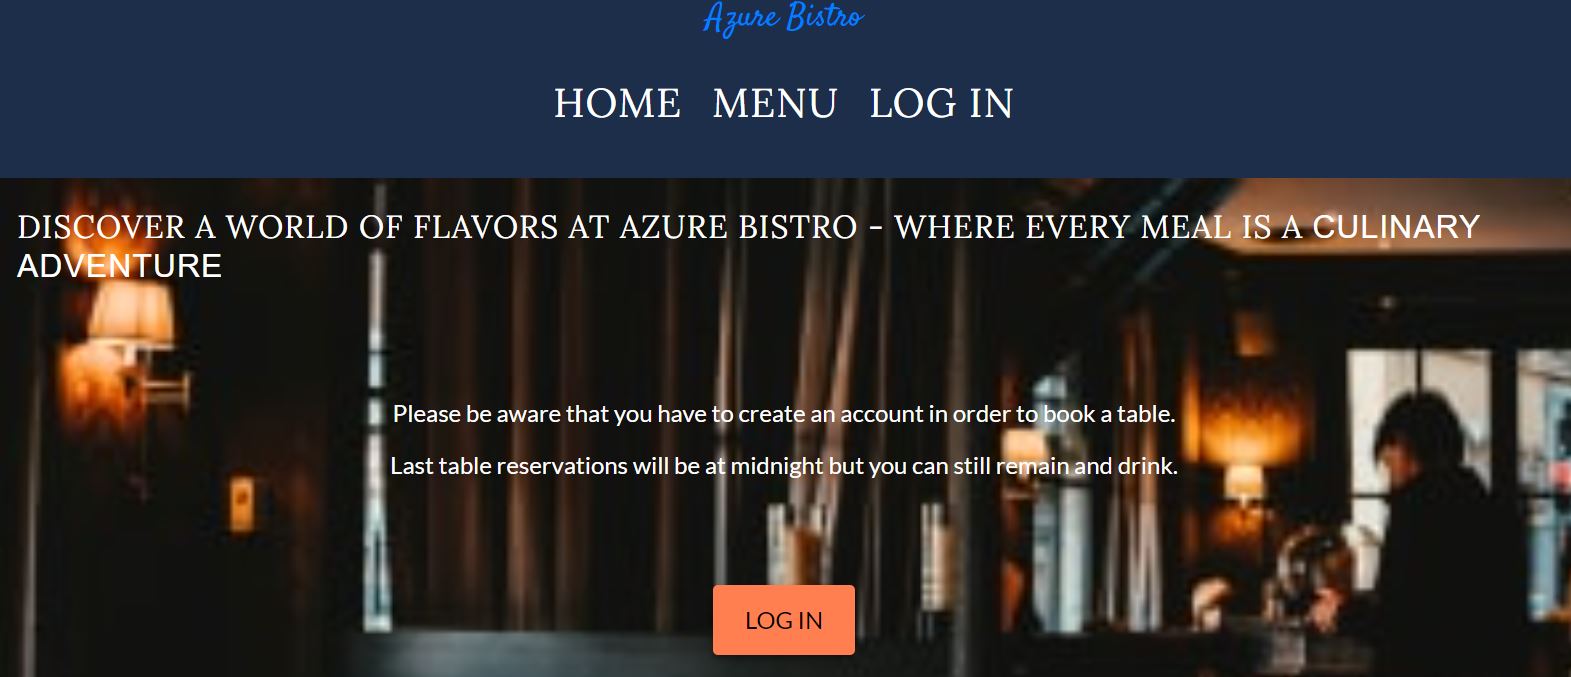 Azure Bistro
HOME MENU LOG IN
DISCOVER A WORLD OF FLAVORS AT AZURE BISTRO - WHERE EVERY MEAL IS A CULINARY
ADVENTURE
Please be aware that you have to create an account in order to book a table.
Last table reservations will be at midnight but you can still remain and drink.
LOG IN